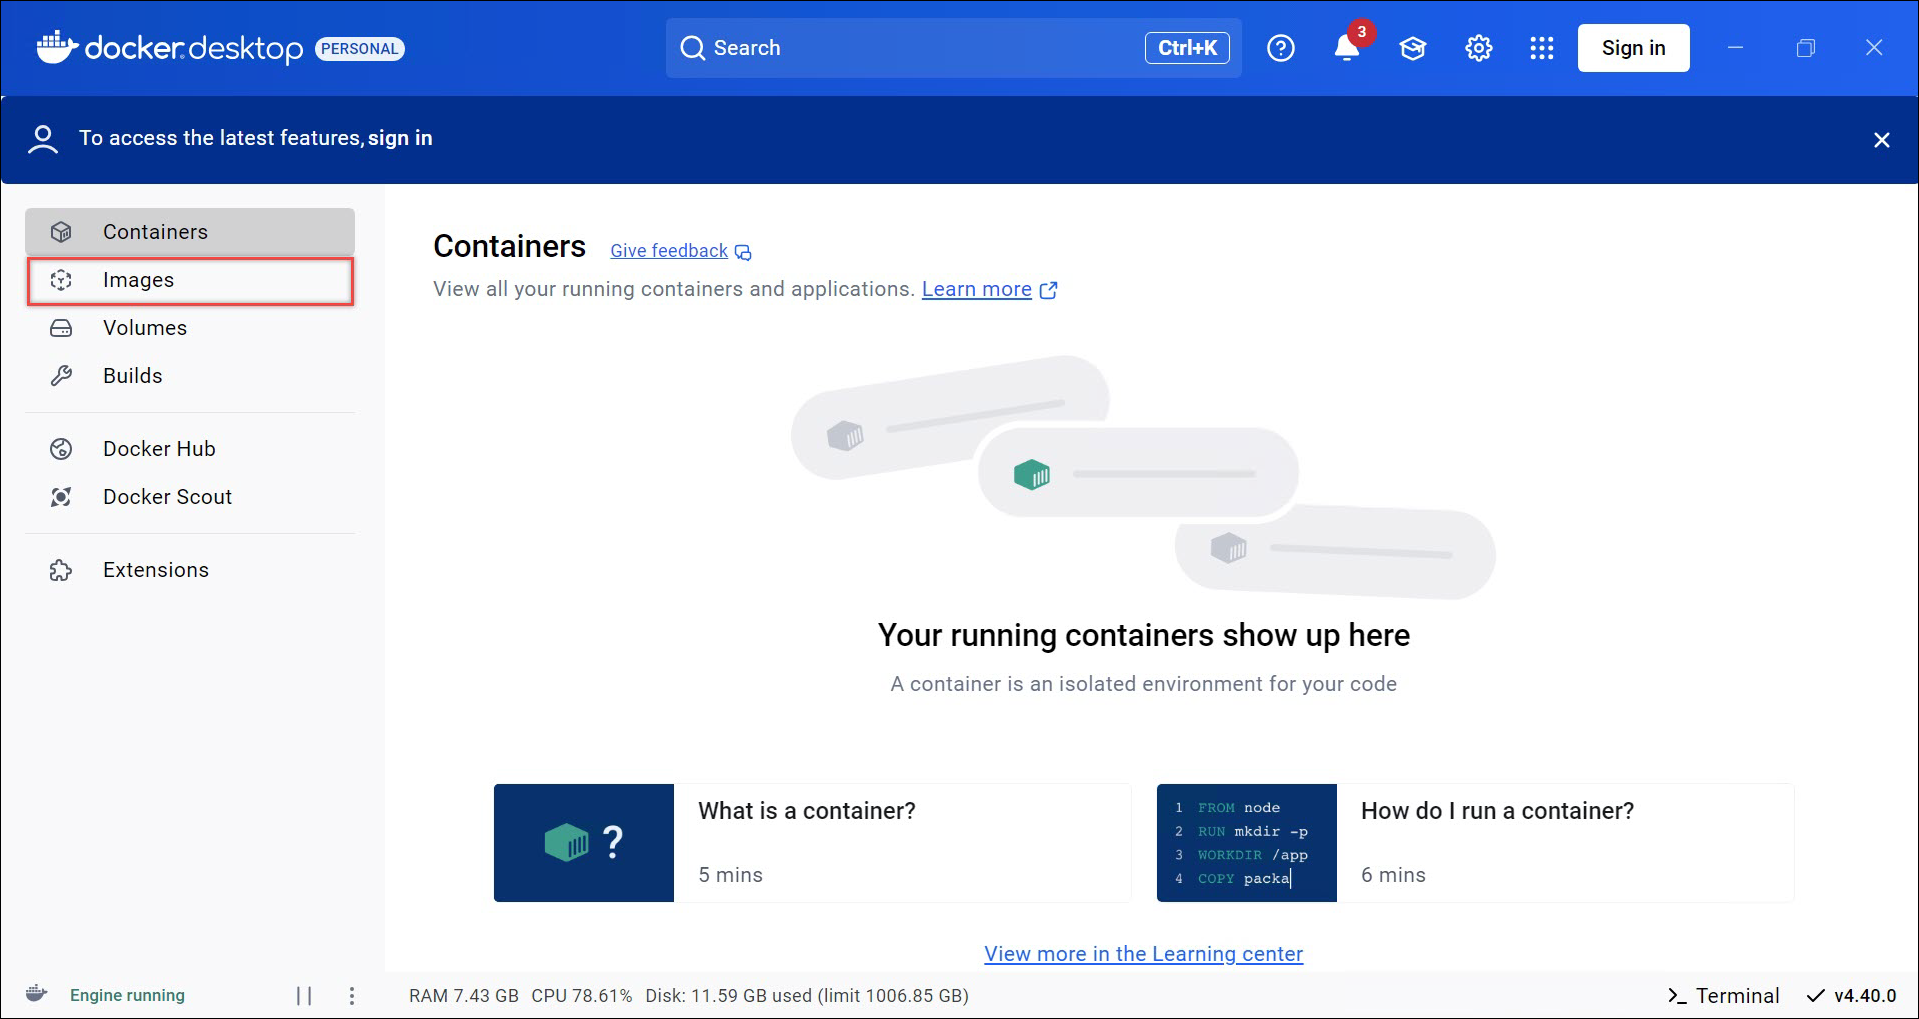 docker desktop PERSONAL
Search
Ctrl+K
3
Sign in
To access the latest features, sign in
Containers
Images
Volumes
Builds
Docker Hub
Docker Scout
Extensions
Containers Give feedback
View all your running containers and applications. Learn more
Your running containers show up here
A container is an isolated environment for your code
?
What is a container?
5 mins
1 FROM node
2 RUN mkdir -p
3 WORKDIR /app
4 COPY packa
How do I run a container?
6 mins
View more in the Learning center
Engine running
RAM 7.43 GB CPU 78.61% Disk: 11.59 GB used (limit 1006.85 GB)
>_ Terminal
v4.40.0